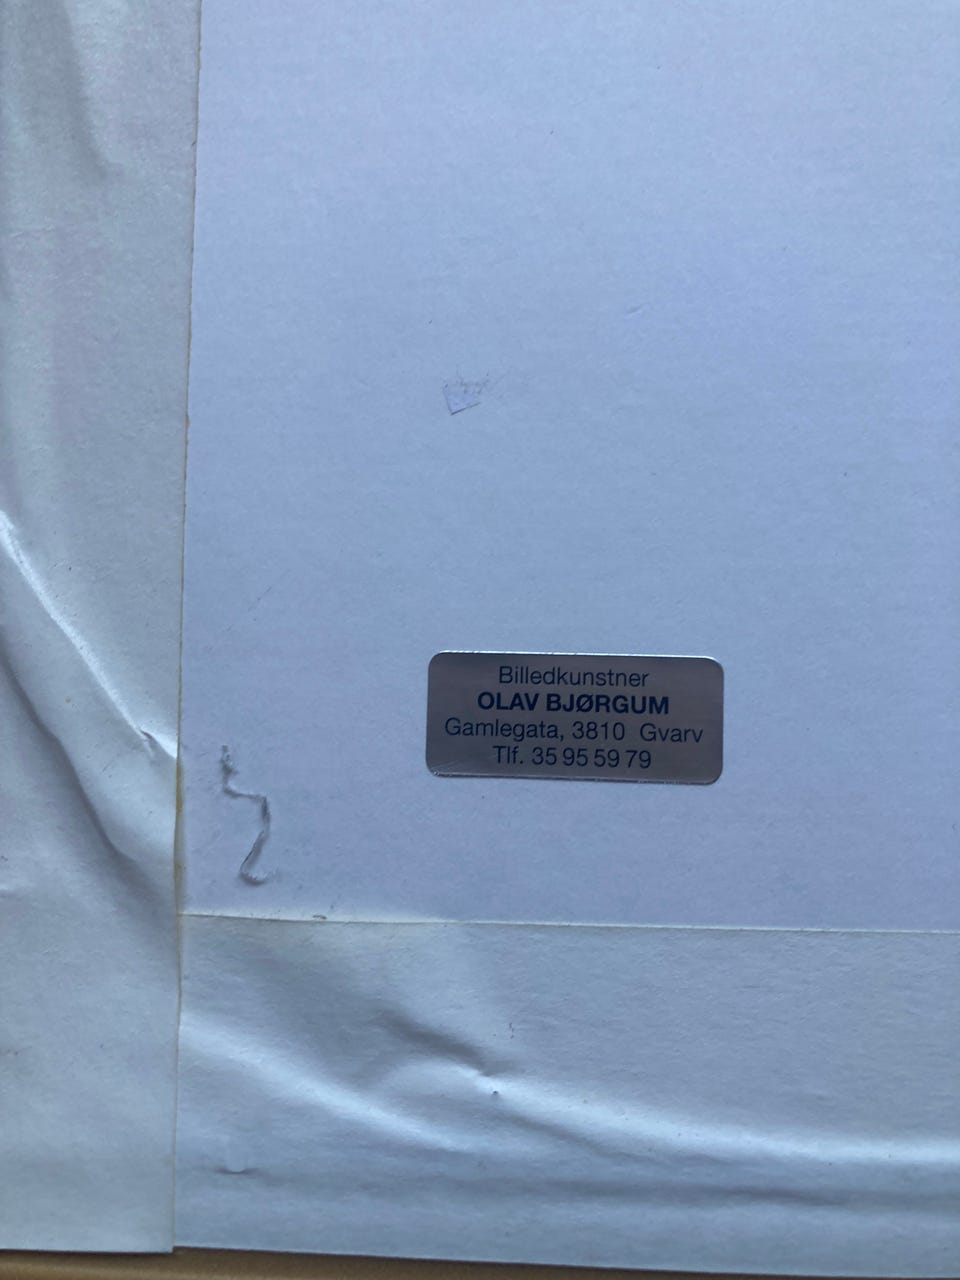 Billedkunstner
OLAV BJØRGUM
Gamlegata, 3810 Gvarv
Tlf. 35 95 59 79